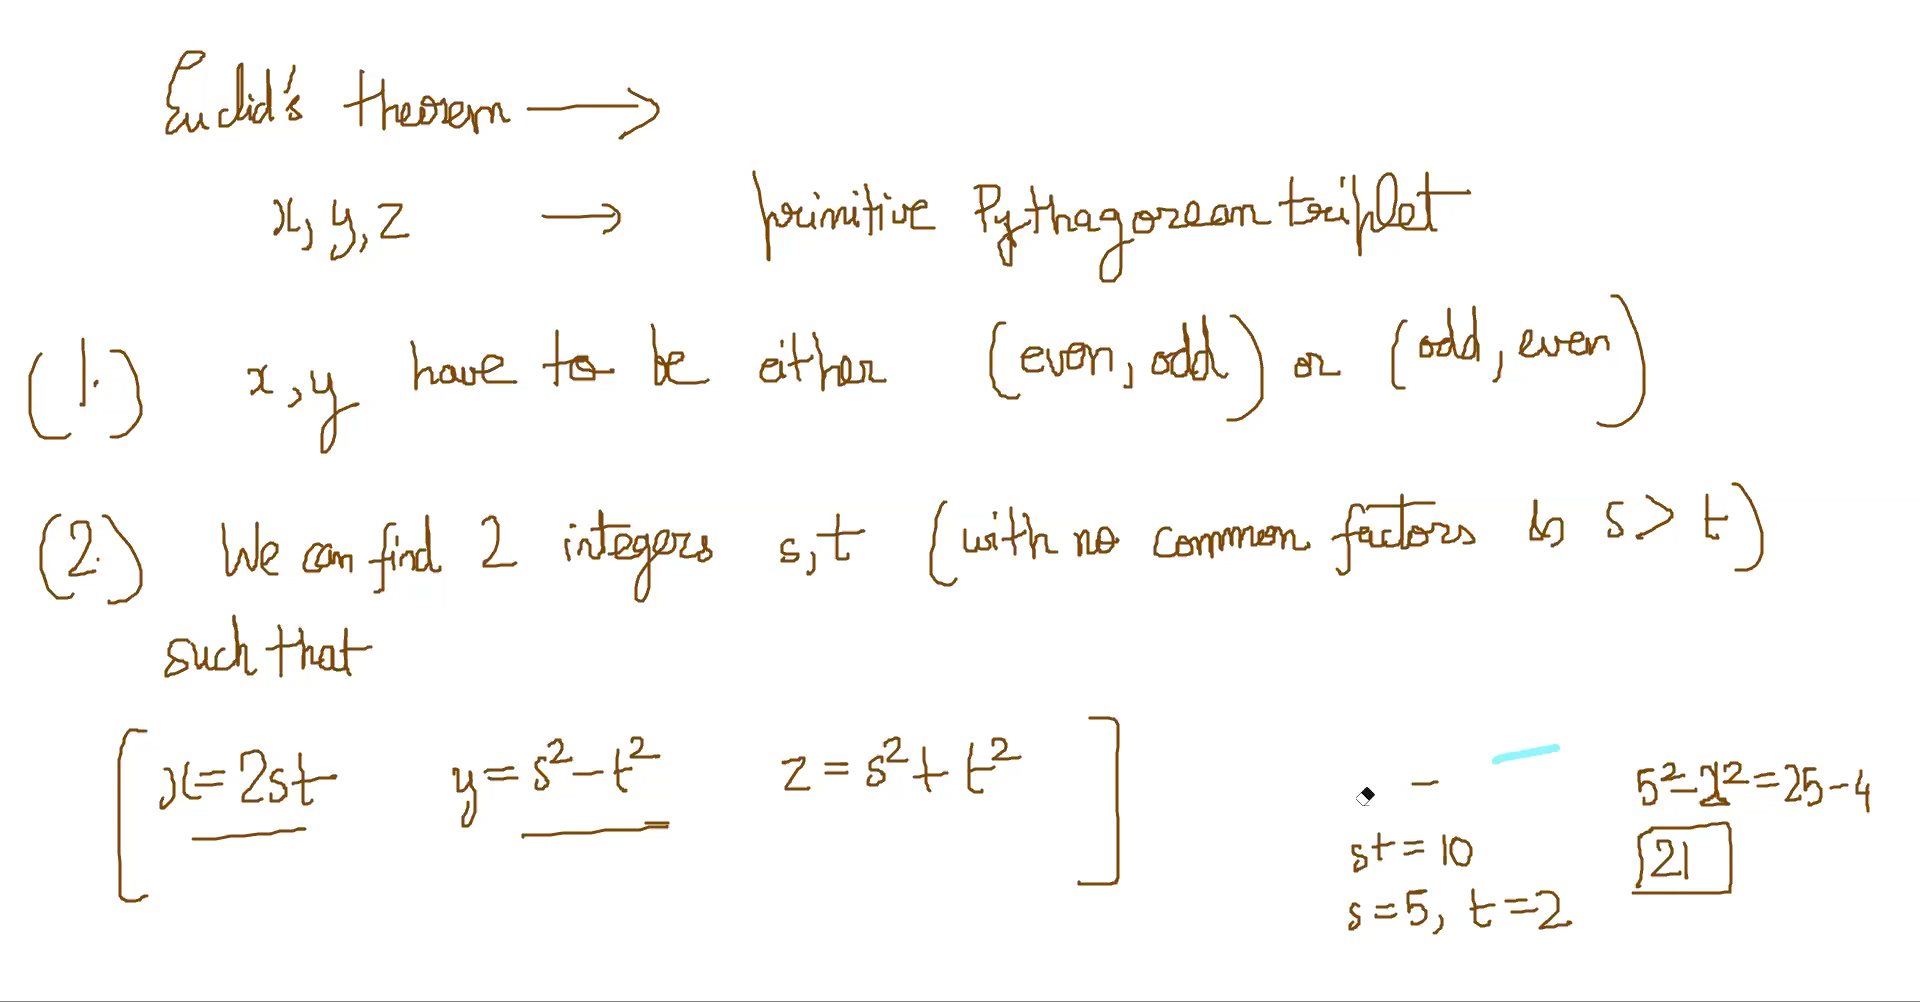 Euclid's theorem →
x, y, z → primitive Pythagorean triplet
(1.) x, y have to be either (even, odd) or (odd, even)
(2.) We can find 2 integers s, t (with no common factors & s > t)
such that
[ x = 2st y = s² − t² z = s² + t² ]
−
5² − 2² = 25 − 4
st = 10
21
s = 5, t = 2